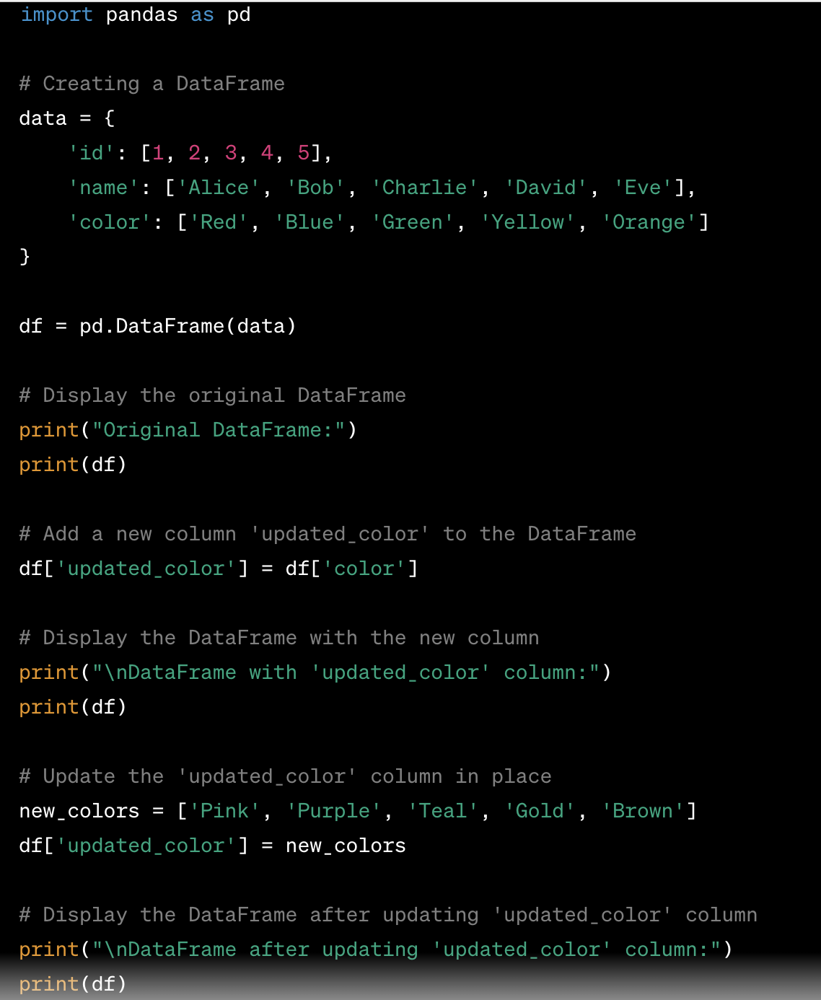 import pandas as pd
# Creating a DataFrame
data = {
    'id': [1, 2, 3, 4, 5],
    'name': ['Alice', 'Bob', 'Charlie', 'David', 'Eve'],
    'color': ['Red', 'Blue', 'Green', 'Yellow', 'Orange']
}
df = pd.DataFrame(data)
# Display the original DataFrame
print("Original DataFrame:")
print(df)
# Add a new column 'updated_color' to the DataFrame
df['updated_color'] = df['color']
# Display the DataFrame with the new column
print("\nDataFrame with 'updated_color' column:")
print(df)
# Update the 'updated_color' column in place
new_colors = ['Pink', 'Purple', 'Teal', 'Gold', 'Brown']
df['updated_color'] = new_colors
# Display the DataFrame after updating 'updated_color' column
print("\nDataFrame after updating 'updated_color' column:")
print(df)